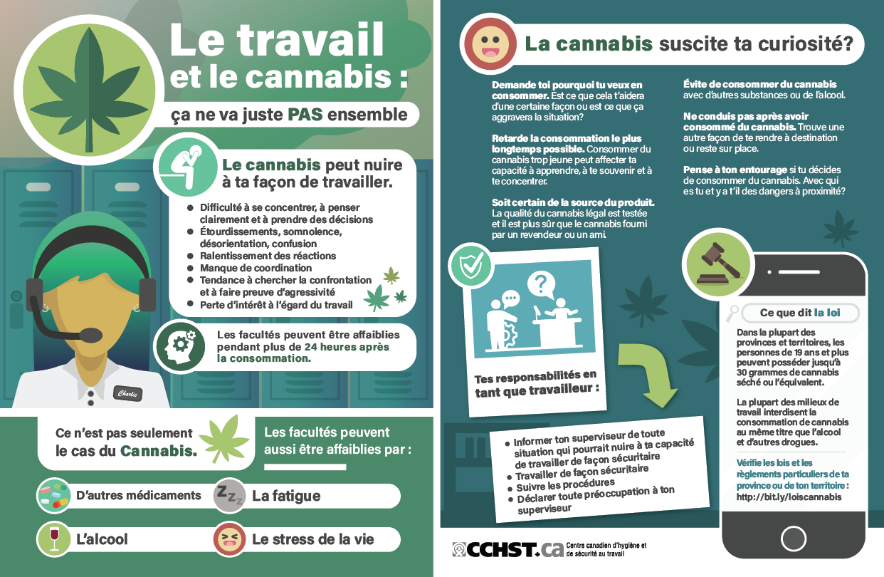 Le travail
et le cannabis :
ça ne va juste PAS ensemble
Le cannabis peut nuire
à ta façon de travailler.
● Difficulté à se concentrer, à penser
clairement et à prendre des décisions
● Étourdissements, somnolence,
désorientation, confusion
● Ralentissement des réactions
● Manque de coordination
● Tendance à chercher la confrontation
et à faire preuve d'agressivité
● Perte d'intérêt à l'égard du travail
Les facultés peuvent être affaiblies
pendant plus de 24 heures après
la consommation.
Charlie
Ce n'est pas seulement
le cas du Cannabis.
Les facultés peuvent
aussi être affaiblies par :
D'autres médicaments
ZZZ
La fatigue
L'alcool
Le stress de la vie
La cannabis suscite ta curiosité?
Demande toi pourquoi tu veux en
consommer. Est ce que cela t'aidera
d'une certaine façon ou est ce que ça
aggravera la situation?
Retarde la consommation le plus
longtemps possible. Consommer du
cannabis trop jeune peut affecter ta
capacité à apprendre, à te souvenir et à
te concentrer.
Soit certain de la source du produit.
La qualité du cannabis légal est testée
et il est plus sûr que le cannabis fourni
par un revendeur ou un ami.
Évite de consommer du cannabis
avec d'autres substances ou de l'alcool.
Ne conduis pas après avoir
consommé du cannabis. Trouve une
autre façon de te rendre à destination
ou reste sur place.
Pense à ton entourage si tu décides
de consommer du cannabis. Avec qui
es tu et y a t'il des dangers à proximité?
?
Tes responsabilités en
tant que travailleur :
● Informer ton superviseur de toute
situation qui pourrait nuire à ta capacité
de travailler de façon sécuritaire
● Travailler de façon sécuritaire
● Suivre les procédures
● Déclarer toute préoccupation à ton
superviseur
Ce que dit la loi
Dans la plupart des
provinces et territoires, les
personnes de 19 ans et plus
peuvent posséder jusqu'à
30 grammes de cannabis
séché ou l'équivalent.
La plupart des milieux de
travail interdisent la
consommation de cannabis
au même titre que l'alcool
et d'autres drogues.
Vérifie les lois et les
règlements particuliers de ta
province ou de ton territoire :
http://bit.ly/loiscannabis
CCHST.ca
Centre canadien d'hygiène et
de sécurité au travail